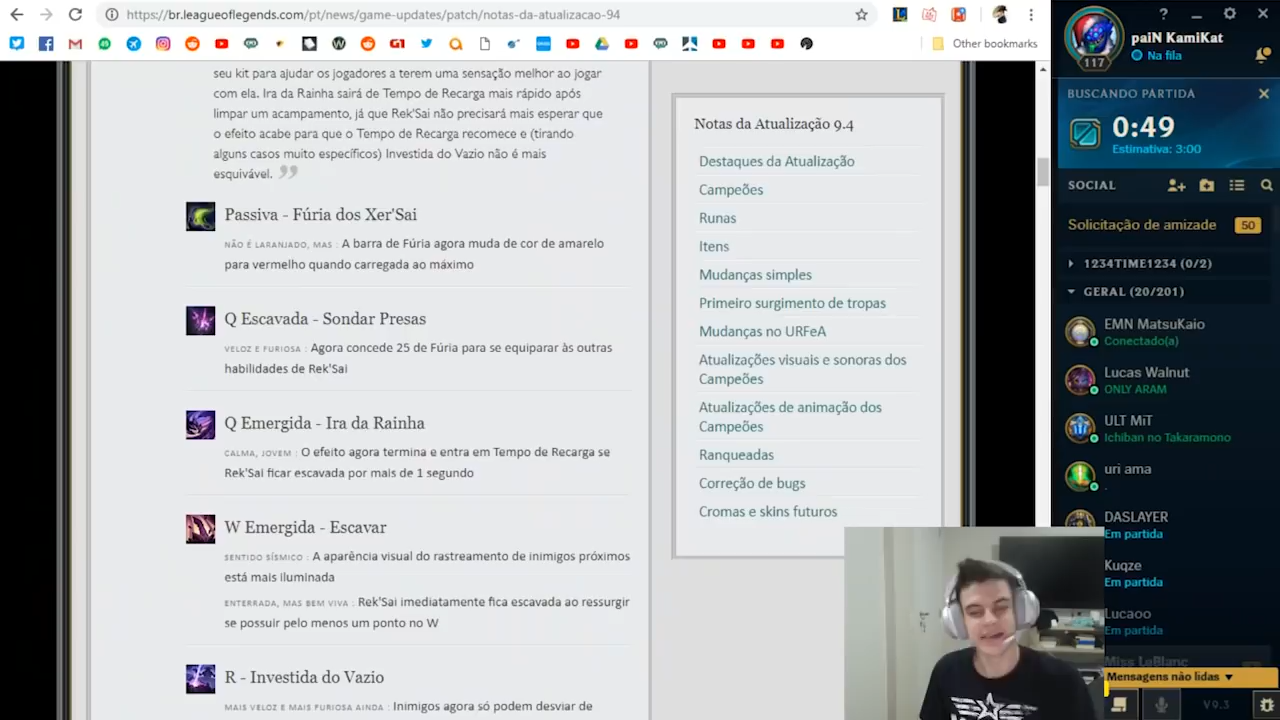 https://br.leagueoflegends.com/pt/news/game-updates/patch/notas-da-atualizacao-94
Other bookmarks
seu kit para ajudar os jogadores a terem uma sensação melhor ao jogar
com ela. Ira da Rainha sairá de Tempo de Recarga mais rápido após
limpar um acampamento, já que Rek'Sai não precisará mais esperar que
o efeito acabe para que o Tempo de Recarga recomece e (tirando
alguns casos muito específicos) Investida do Vazio não é mais
esquivável.
Passiva - Fúria dos Xer'Sai
NÃO É LARANJADO, MAS : A barra de Fúria agora muda de cor de amarelo
para vermelho quando carregada ao máximo
Q Escavada - Sondar Presas
VELOZ E FURIOSA : Agora concede 25 de Fúria para se equiparar às outras
habilidades de Rek'Sai
Q Emergida - Ira da Rainha
CALMA, JOVEM : O efeito agora termina e entra em Tempo de Recarga se
Rek'Sai ficar escavada por mais de 1 segundo
W Emergida - Escavar
SENTIDO SÍSMICO : A aparência visual do rastreamento de inimigos próximos
está mais iluminada
ENTERRADA, MAS BEM VIVA : Rek'Sai imediatamente fica escavada ao ressurgir
se possuir pelo menos um ponto no W
R - Investida do Vazio
MAIS VELOZ E MAIS FURIOSA AINDA : Inimigos agora só podem desviar de
Notas da Atualização 9.4
Destaques da Atualização
Campeões
Runas
Itens
Mudanças simples
Primeiro surgimento de tropas
Mudanças no URFeA
Atualizações visuais e sonoras dos
Campeões
Atualizações de animação dos
Campeões
Ranqueadas
Correção de bugs
Cromas e skins futuros
117
paiN KamiKat
Na fila
BUSCANDO PARTIDA
0:49
Estimativa: 3:00
SOCIAL
Solicitação de amizade 50
1234TIME1234 (0/2)
GERAL (20/201)
EMN MatsuKaio
Conectado(a)
Lucas Walnut
ONLY ARAM
ULT MiT
Ichiban no Takaramono
uri ama
.
DASLAYER
Em partida
Kuqze
Em partida
Lucaoo
Em partida
Miss LeBlanc
Mensagens não lidas
V9.3